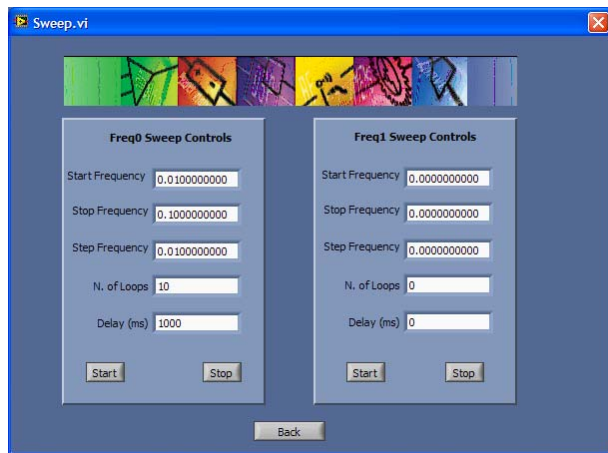 Sweep.vi
Freq0 Sweep Controls
Start Frequency 0.0100000000
Stop Frequency 0.1000000000
Step Frequency 0.0100000000
N. of Loops 10
Delay (ms) 1000
Start Stop
Freq1 Sweep Controls
Start Frequency 0.0000000000
Stop Frequency 0.0000000000
Step Frequency 0.0000000000
N. of Loops 0
Delay (ms) 0
Start Stop
Back